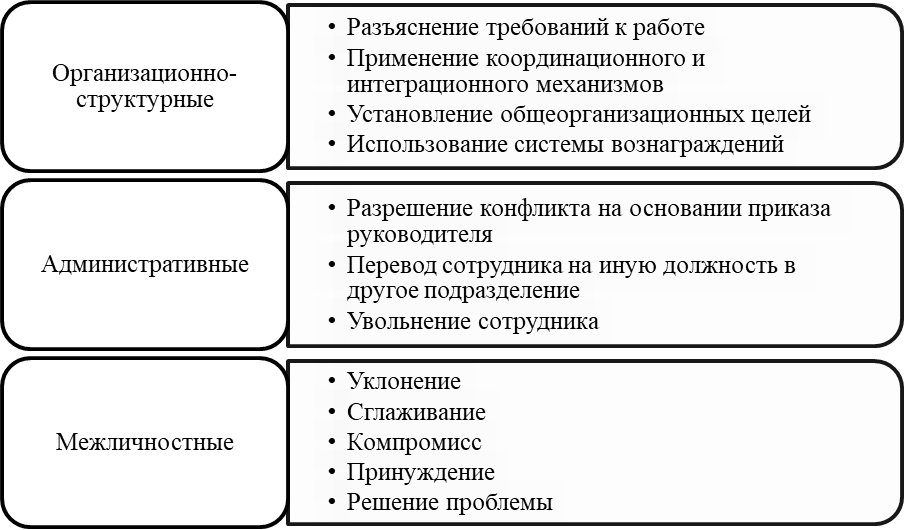 Организационно-
структурные
• Разъяснение требований к работе
• Применение координационного и
интеграционного механизмов
• Установление общеорганизационных целей
• Использование системы вознаграждений
Административные
• Разрешение конфликта на основании приказа
руководителя
• Перевод сотрудника на иную должность в
другое подразделение
• Увольнение сотрудника
Межличностные
• Уклонение
• Сглаживание
• Компромисс
• Принуждение
• Решение проблемы